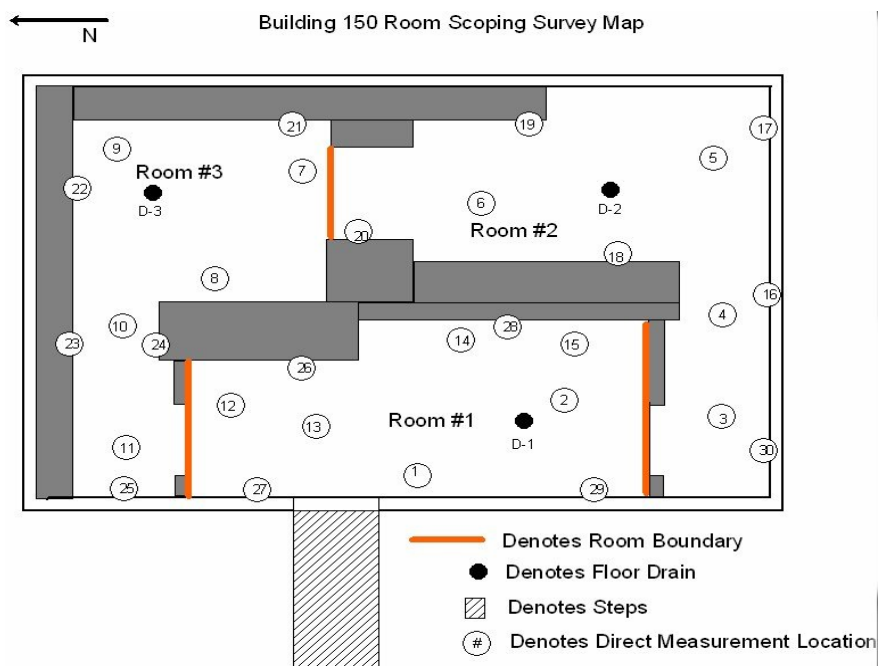 Building 150 Room Scoping Survey Map
N
21
19
17
9
5
7
Room #3
22
D-3
6
D-2
20
Room #2
18
8
16
10
4
23
24
14
28
15
26
12
2
13
Room #1
D-1
3
11
30
1
25
27
29
Denotes Room Boundary
Denotes Floor Drain
Denotes Steps
# Denotes Direct Measurement Location